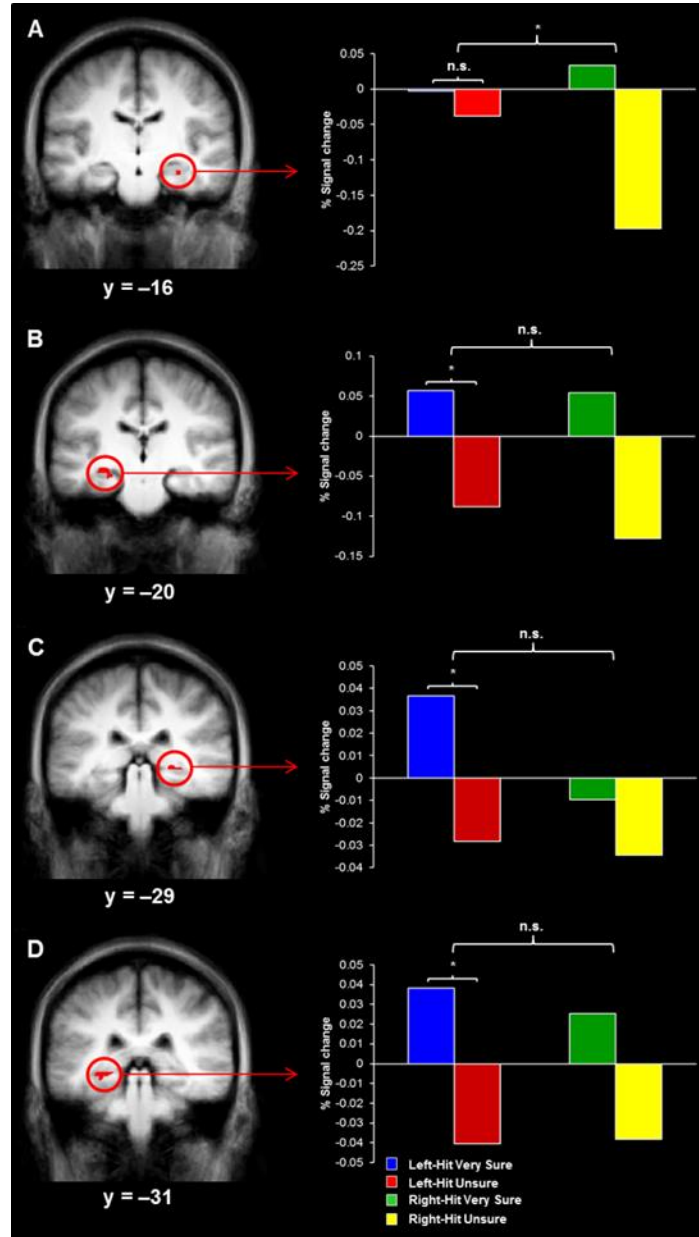 A
*
n.s.
% Signal change
0.05
0
-0.05
-0.1
-0.15
-0.2
-0.25
y = –16
B
n.s.
*
% Signal change
0.1
0.05
0
-0.05
-0.1
-0.15
y = –20
C
n.s.
*
% Signal change
0.05
0.04
0.03
0.02
0.01
0
-0.01
-0.02
-0.03
-0.04
y = –29
D
n.s.
*
% Signal change
0.05
0.04
0.03
0.02
0.01
0
-0.01
-0.02
-0.03
-0.04
-0.05
y = –31
Left-Hit Very Sure
Left-Hit Unsure
Right-Hit Very Sure
Right-Hit Unsure